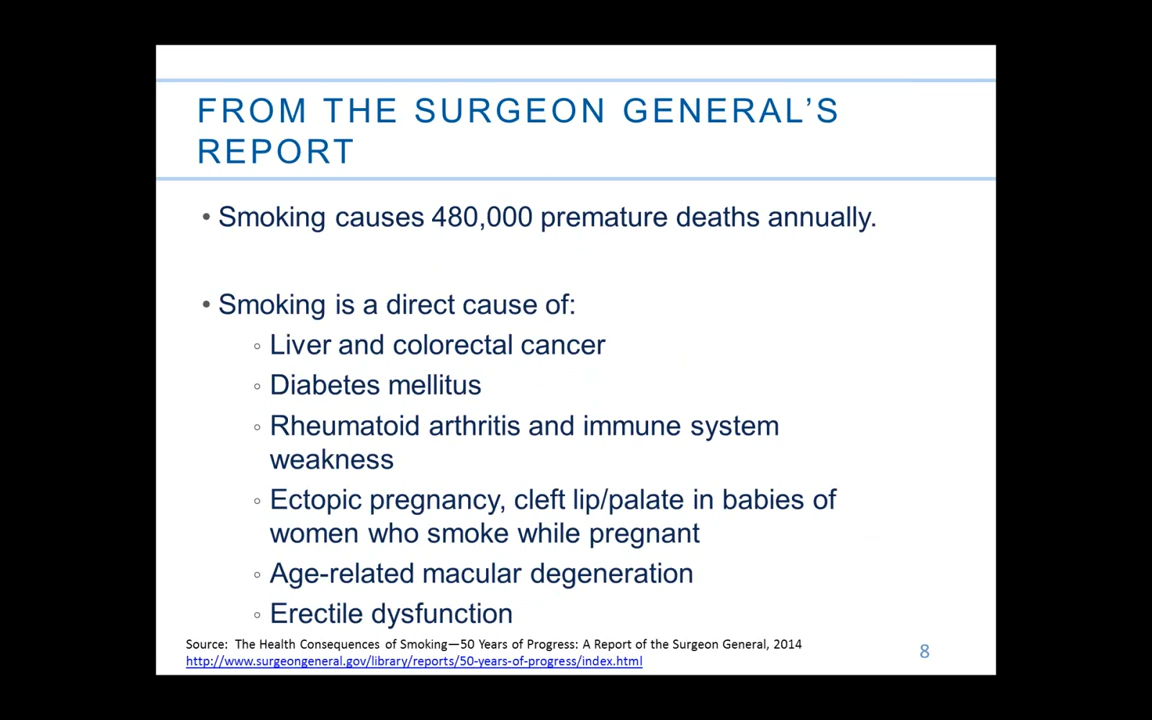 FROM THE SURGEON GENERAL'S
REPORT
• Smoking causes 480,000 premature deaths annually.
• Smoking is a direct cause of:
◦ Liver and colorectal cancer
◦ Diabetes mellitus
◦ Rheumatoid arthritis and immune system
weakness
◦ Ectopic pregnancy, cleft lip/palate in babies of
women who smoke while pregnant
◦ Age-related macular degeneration
◦ Erectile dysfunction
Source:  The Health Consequences of Smoking—50 Years of Progress: A Report of the Surgeon General, 2014
http://www.surgeongeneral.gov/library/reports/50-years-of-progress/index.html
8